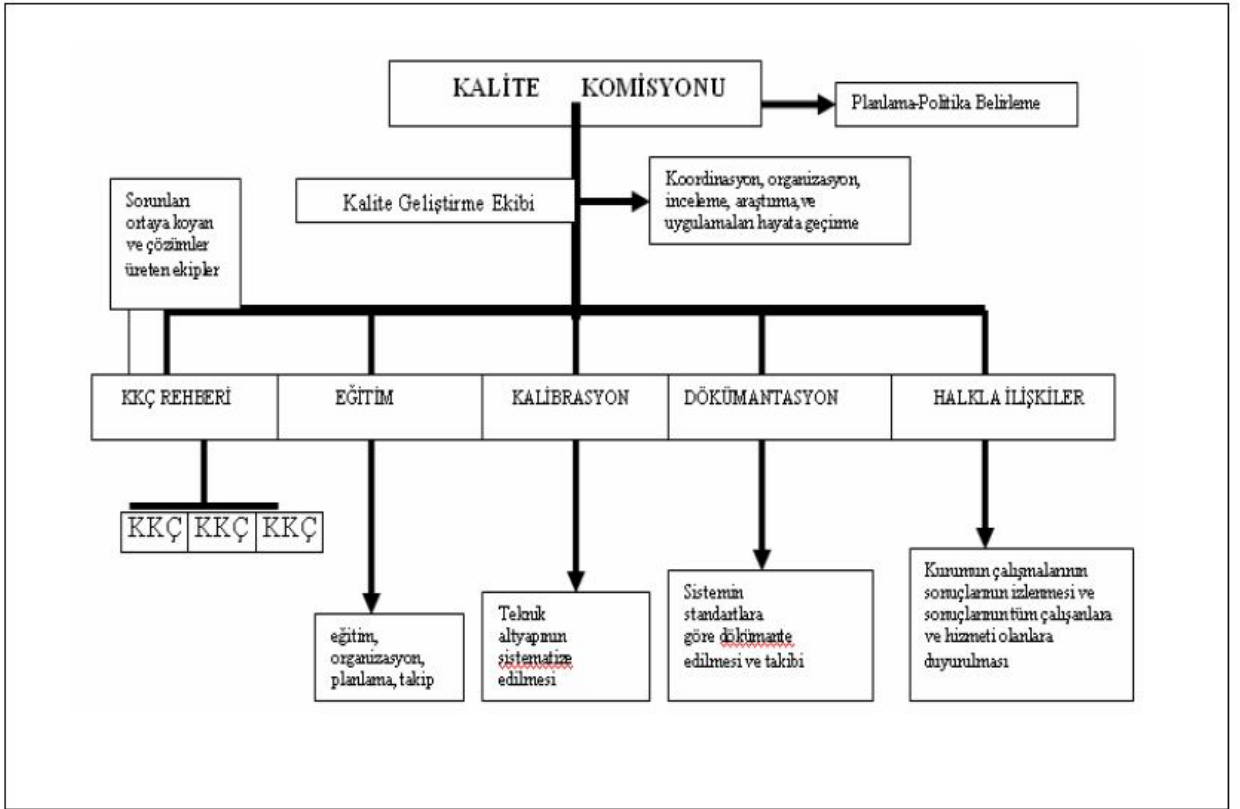 KALİTE KOMİSYONU
Planlama-Politika Belirleme
Kalite Geliştirme Ekibi
Koordinasyon, organizasyon,
inceleme, araştırma,ve
uygulamaları hayata geçirme
Sorunları
ortaya koyan
ve çözümler
üreten ekipler
KKÇ REHBERİ
EĞİTİM
KALİBRASYON
DÖKÜMANTASYON
HALKLA İLİŞKİLER
KKÇ
KKÇ
KKÇ
eğitim,
organizasyon,
planlama, takip
Teknik
altyapının
sistematize
edilmesi
Sistemin
standartlara
göre dökümante
edilmesi ve takibi
Kurumun çalışmalarının
sonuçlarının izlenmesi ve
sonuçlarının tüm çalışanlara
ve hizmeti olanlara
duyurulması